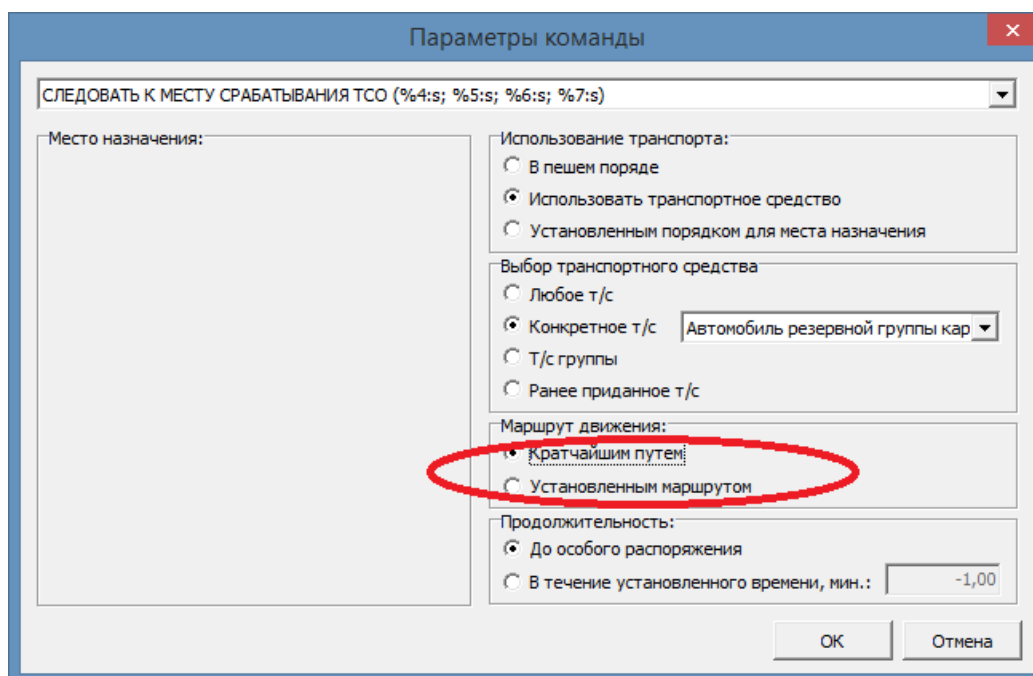 Параметры команды
СЛЕДОВАТЬ К МЕСТУ СРАБАТЫВАНИЯ ТСО (%4:s; %5:s; %6:s; %7:s)
Место назначения:
Использование транспорта:
В пешем поряде
Использовать транспортное средство
Установленным порядком для места назначения
Выбор транспортного средства
Любое т/с
Конкретное т/с Автомобиль резервной группы кар
Т/с группы
Ранее приданное т/с
Маршрут движения:
Кратчайшим путем
Установленным маршрутом
Продолжительность:
До особого распоряжения
В течение установленного времени, мин.: -1,00
ОК Отмена